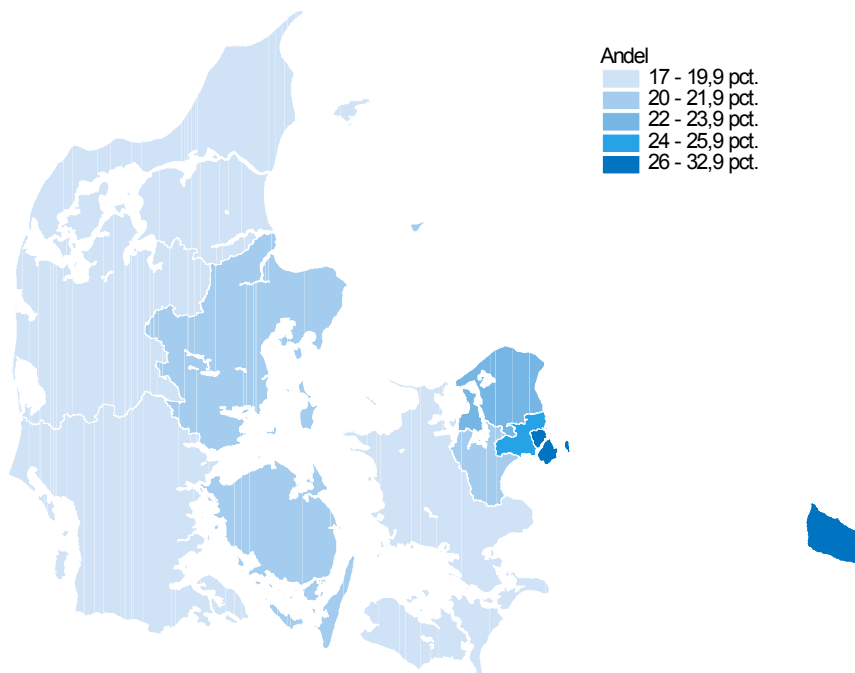 Andel
17 - 19,9 pct.
20 - 21,9 pct.
22 - 23,9 pct.
24 - 25,9 pct.
26 - 32,9 pct.